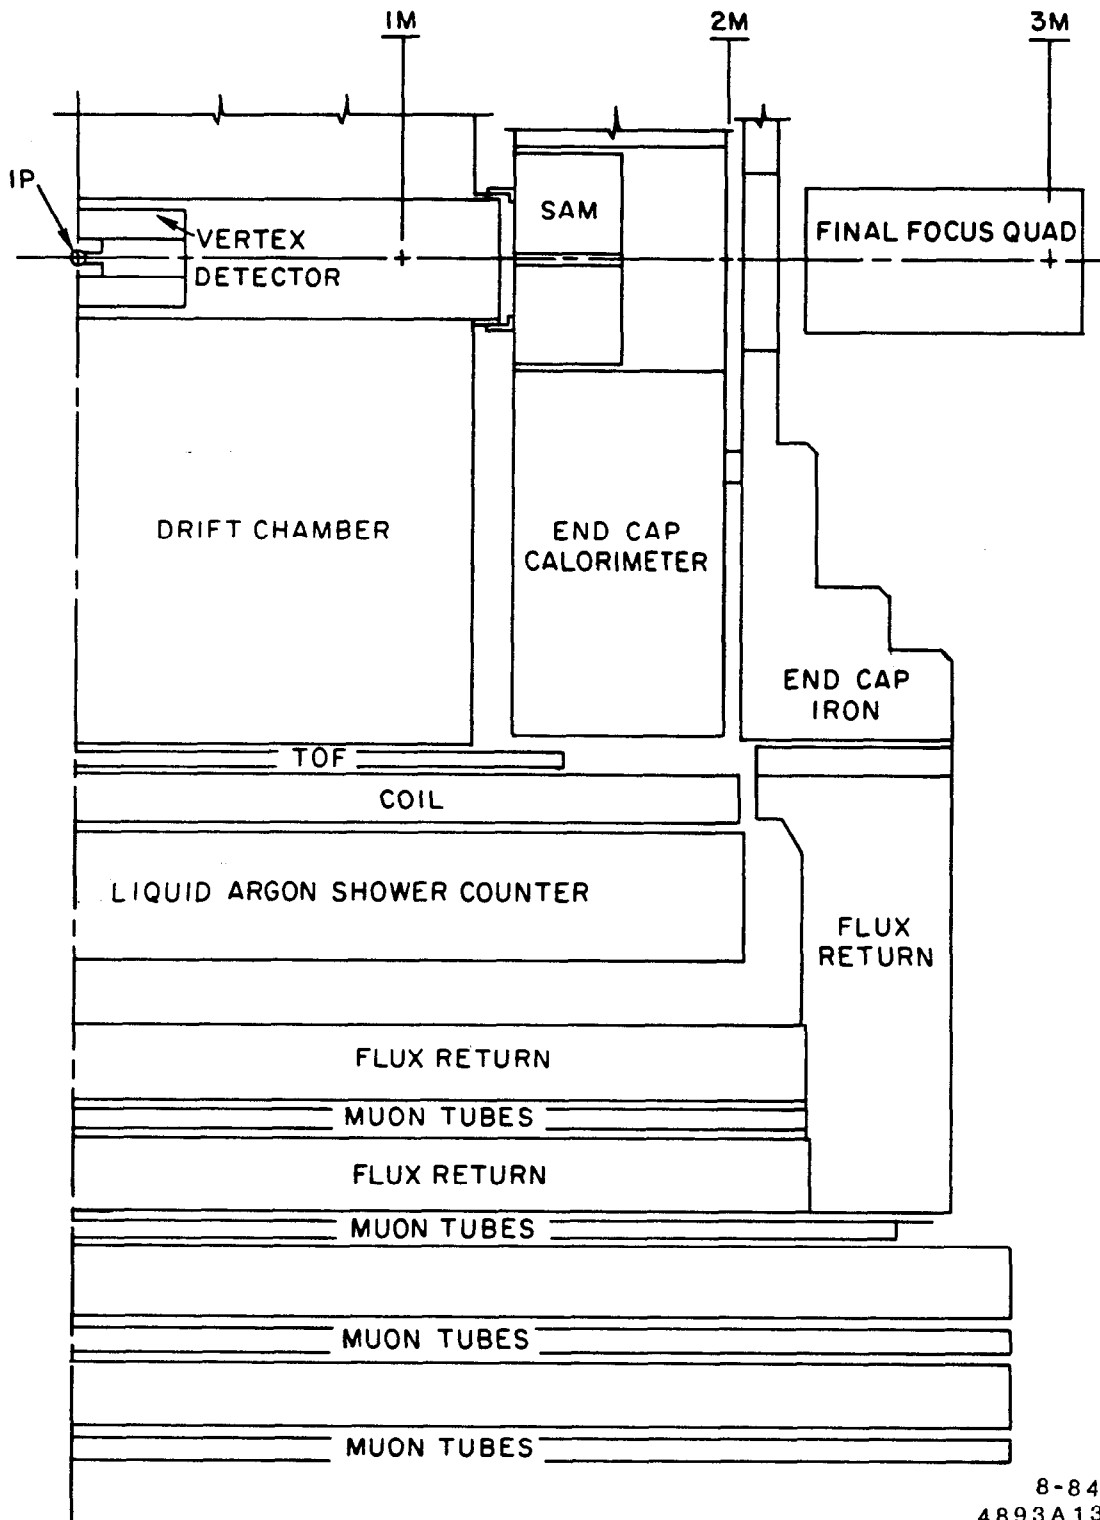 1M
2M
3M
IP
VERTEX
DETECTOR
SAM
FINAL FOCUS QUAD
DRIFT CHAMBER
END CAP
CALORIMETER
END CAP
IRON
TOF
COIL
LIQUID ARGON SHOWER COUNTER
FLUX
RETURN
FLUX RETURN
MUON TUBES
FLUX RETURN
MUON TUBES
MUON TUBES
MUON TUBES
8-84
4893A13